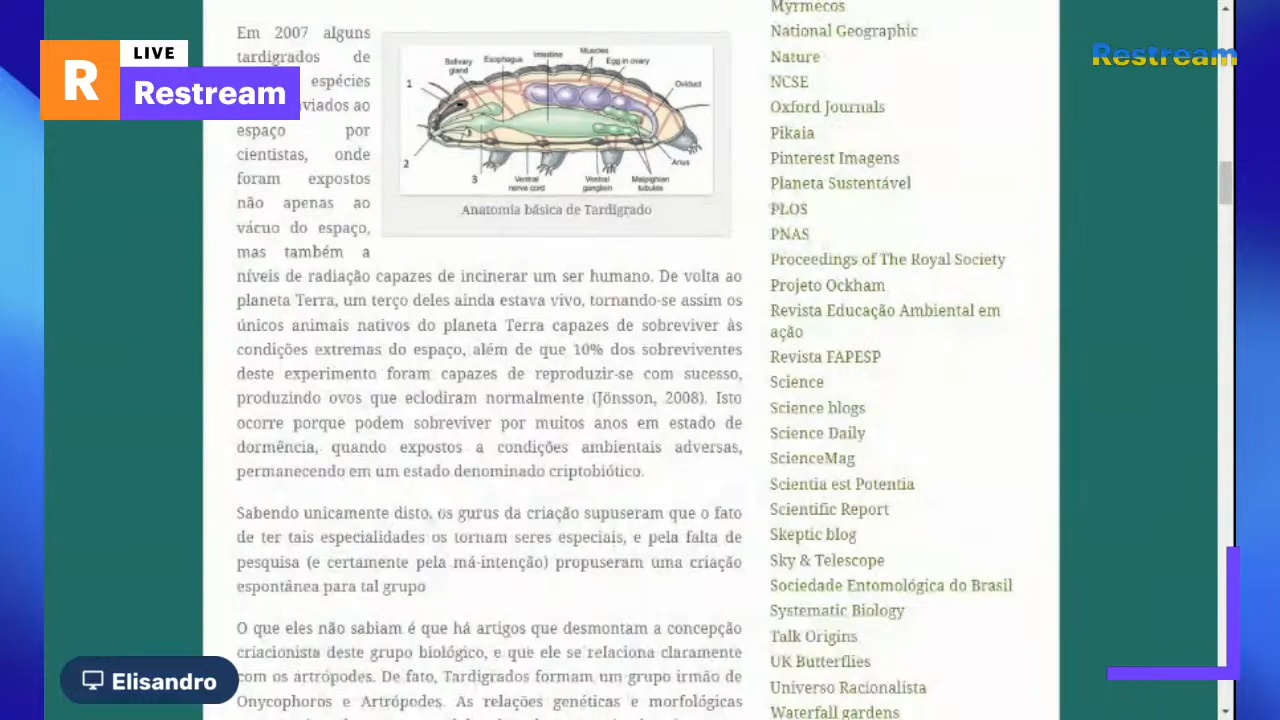 R
LIVE
Restream
Restream
Em 2007 alguns
tardigrados de
espécies
viados ao
espaço por
cientistas, onde
foram expostos
não apenas ao
vácuo do espaço,
mas também a
níveis de radiação capazes de incinerar um ser humano. De volta ao
planeta Terra, um terço deles ainda estava vivo, tornando-se assim os
únicos animais nativos do planeta Terra capazes de sobreviver às
condições extremas do espaço, além de que 10% dos sobreviventes
deste experimento foram capazes de reproduzir-se com sucesso,
produzindo ovos que eclodiram normalmente (Jönsson, 2008). Isto
ocorre porque podem sobreviver por muitos anos em estado de
dormência, quando expostos a condições ambientais adversas,
permanecendo em um estado denominado criptobiótico.
Salivary gland
Esophagus
Intestine
Muscles
Egg in ovary
Oviduct
1
2
3
Ventral nerve cord
Ventral ganglion
Malpighian tubules
Anus
Anatomia básica de Tardigrado
Sabendo unicamente disto, os gurus da criação supuseram que o fato
de ter tais especialidades os tornam seres especiais, e pela falta de
pesquisa (e certamente pela má-intenção) propuseram uma criação
espontânea para tal grupo
O que eles não sabiam é que há artigos que desmontam a concepção
criacionista deste grupo biológico, e que ele se relaciona claramente
com os artrópodes. De fato, Tardigrados formam um grupo irmão de
Onycophoros e Artrópodes. As relações genéticas e morfológicas
Myrmecos
National Geographic
Nature
NCSE
Oxford Journals
Pikaia
Pinterest Imagens
Planeta Sustentável
PLOS
PNAS
Proceedings of The Royal Society
Projeto Ockham
Revista Educação Ambiental em
ação
Revista FAPESP
Science
Science blogs
Science Daily
ScienceMag
Scientia est Potentia
Scientific Report
Skeptic blog
Sky & Telescope
Sociedade Entomológica do Brasil
Systematic Biology
Talk Origins
UK Butterflies
Universo Racionalista
Waterfall gardens
Elisandro